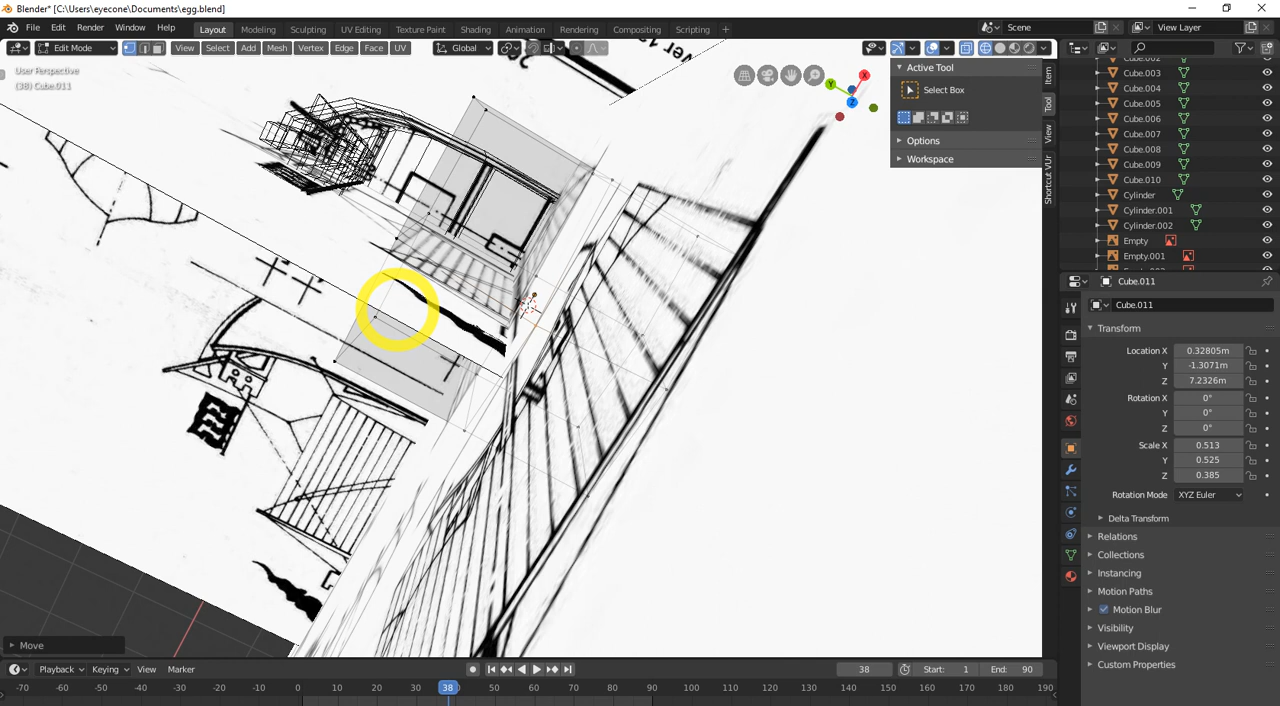 Blender* [C:\Users\eyecone\Documents\egg.blend]
File Edit Render Window Help Layout Modeling Sculpting UV Editing Texture Paint Shading Animation Rendering Compositing Scripting + Scene View Layer
Edit Mode View Select Add Mesh Vertex Edge Face UV Global
User Perspective
(38) Cube.011
X
Y
Z
Active Tool
Select Box
Options
Workspace
Item
Tool
View
Shortcut VUr
Cube.002
Cube.003
Cube.004
Cube.005
Cube.006
Cube.007
Cube.008
Cube.009
Cube.010
Cylinder
Cylinder.001
Cylinder.002
Empty
Empty.001
Cube.011
Cube.011
Transform
Location X 0.32805m
Y -1.3071m
Z 7.2326m
Rotation X 0°
Y 0°
Z 0°
Scale X 0.513
Y 0.525
Z 0.385
Rotation Mode XYZ Euler
Delta Transform
Relations
Collections
Instancing
Motion Paths
Motion Blur
Visibility
Viewport Display
Custom Properties
Move
Playback Keying View Marker 38 Start: 1 End: 90
-70 -60 -50 -40 -30 -20 -10 0 10 20 30 38 50 60 70 80 90 100 110 120 130 140 150 160 170 180 190